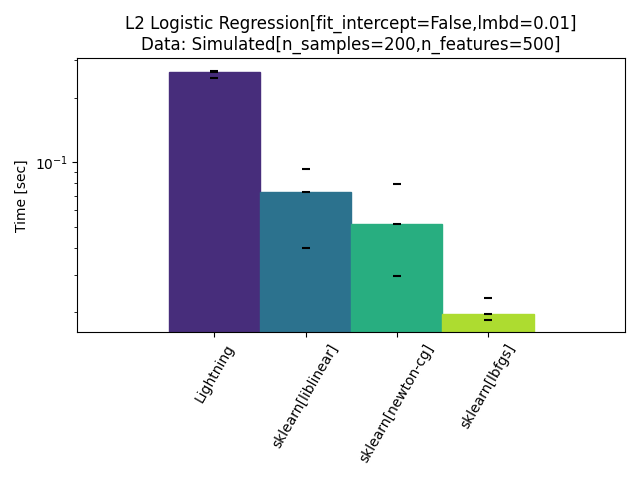 L2 Logistic Regression[fit_intercept=False,lmbd=0.01]
Data: Simulated[n_samples=200,n_features=500]
Time [sec]
10⁻¹
Lightning
sklearn[liblinear]
sklearn[newton-cg]
sklearn[lbfgs]